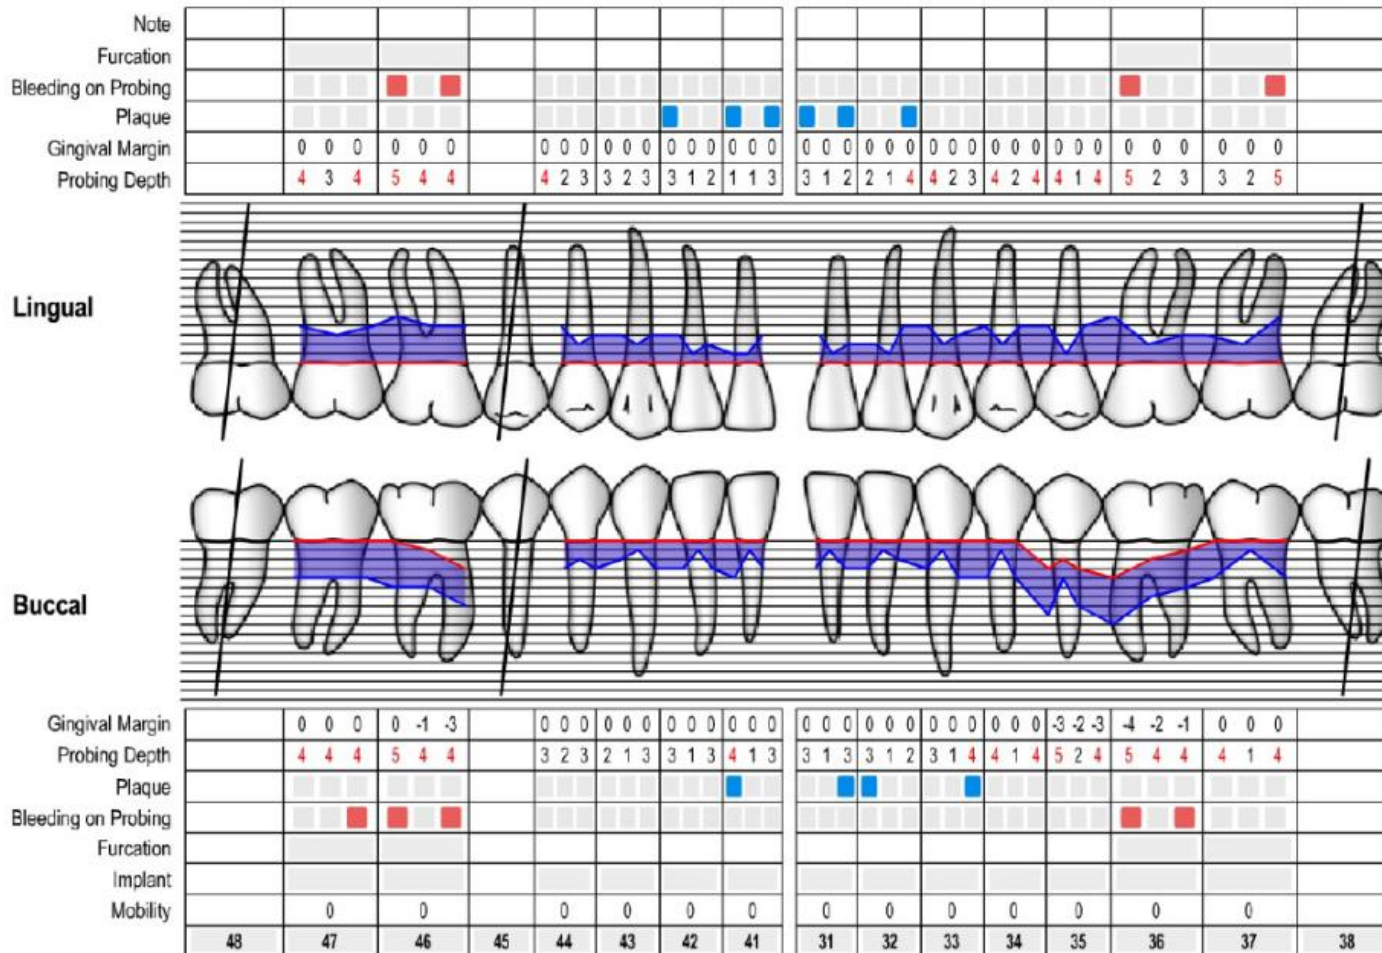 Note
Furcation
Bleeding on Probing
Plaque
Gingival Margin 0 0 0 0 0 0 0 0 0 0 0 0 0 0 0 0 0 0 0 0 0 0 0 0 0 0 0 0 0 0 0 0 0 0 0 0 0 0 0
Probing Depth 4 3 4 5 4 4 4 2 3 3 2 3 3 1 2 1 1 3 3 1 2 2 1 4 4 2 3 4 2 4 4 1 4 5 2 3 3 2 5
Lingual
Buccal
Gingival Margin 0 0 0 0 -1 -3 0 0 0 0 0 0 0 0 0 0 0 0 0 0 0 0 0 0 0 0 0 0 0 0 -3 -2 -3 -4 -2 -1 0 0 0
Probing Depth 4 4 4 5 4 4 3 2 3 2 1 3 3 1 3 4 1 3 3 1 3 3 1 2 3 1 4 4 1 4 5 2 4 5 4 4 4 1 4
Plaque
Bleeding on Probing
Furcation
Implant
Mobility 0 0 0 0 0 0 0 0 0 0 0 0 0
48 47 46 45 44 43 42 41 31 32 33 34 35 36 37 38